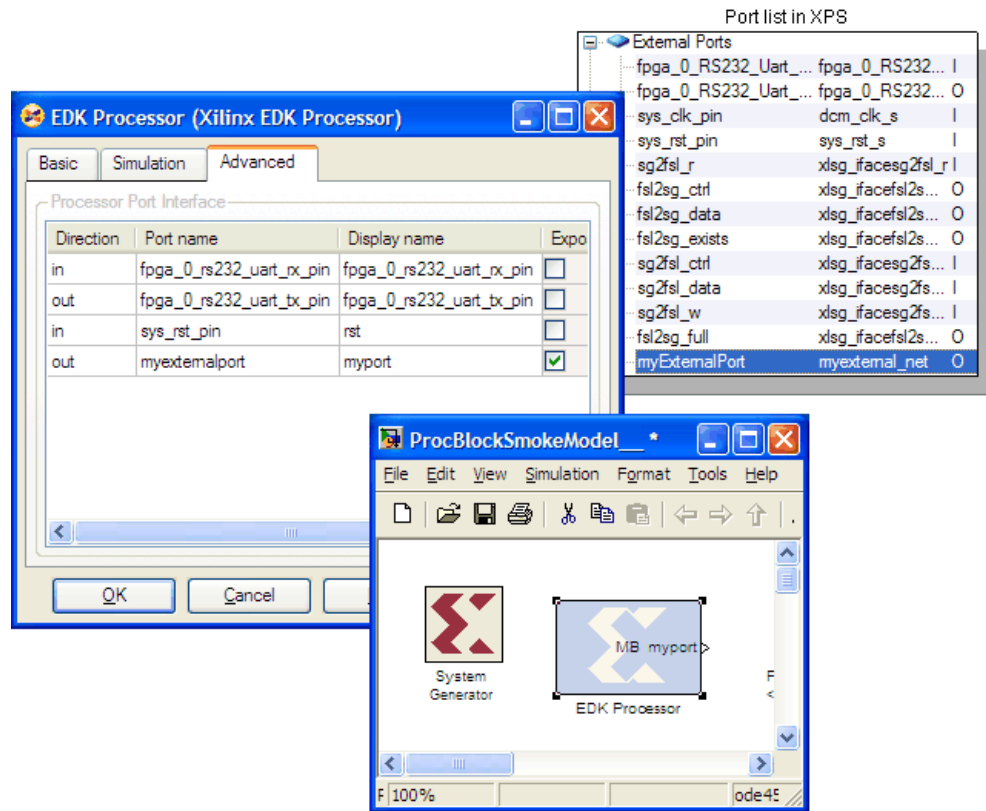 Port list in XPS
External Ports
fpga_0_RS232_Uart_... fpga_0_RS232... I
fpga_0_RS232_Uart_... fpga_0_RS232... O
sys_clk_pin dcm_clk_s I
sys_rst_pin sys_rst_s I
sg2fsl_r xlsg_ifacesg2fsl_r I
fsl2sg_ctrl xlsg_ifacefsl2s... O
fsl2sg_data xlsg_ifacefsl2s... O
fsl2sg_exists xlsg_ifacefsl2s... O
sg2fsl_ctrl xlsg_ifacesg2fs... I
sg2fsl_data xlsg_ifacesg2fs... I
sg2fsl_w xlsg_ifacesg2fs... I
fsl2sg_full xlsg_ifacefsl2s... O
myExternalPort myexternal_net O
EDK Processor (Xilinx EDK Processor)
Basic Simulation Advanced
Processor Port Interface
Direction Port name Display name Expo
in fpga_0_rs232_uart_rx_pin fpga_0_rs232_uart_rx_pin
out fpga_0_rs232_uart_tx_pin fpga_0_rs232_uart_tx_pin
in sys_rst_pin rst
out myexternalport myport
OK Cancel
ProcBlockSmokeModel__ *
File Edit View Simulation Format Tools Help
MB myport
System
Generator
EDK Processor
F
<
F 100% ode45